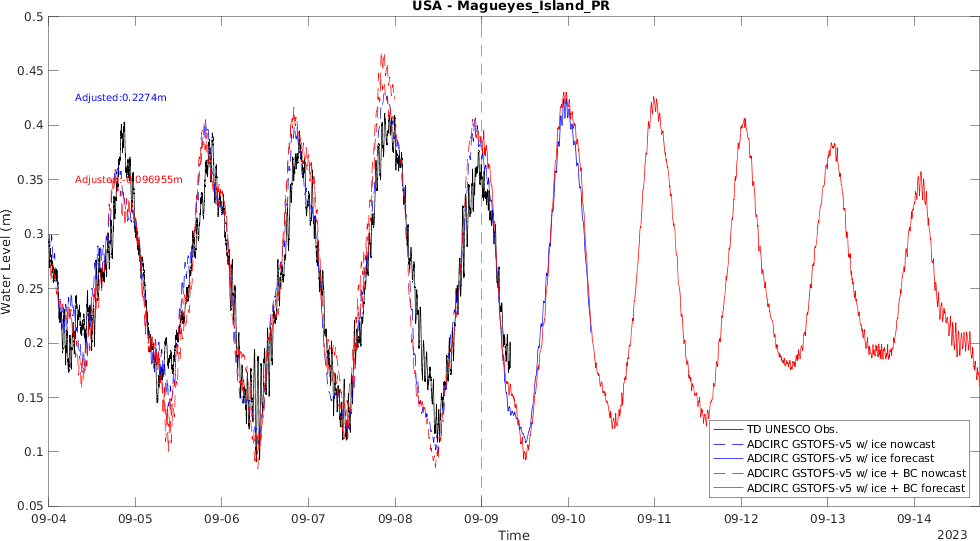 USA - Magueyes_Island_PR
0.5
0.45
0.4
0.35
0.3
0.25
0.2
0.15
0.1
0.05
Water Level (m)
Adjusted:0.2274m
Adjusted:-0.096955m
TD UNESCO Obs.
ADCIRC GSTOFS-v5 w/ ice nowcast
ADCIRC GSTOFS-v5 w/ ice forecast
ADCIRC GSTOFS-v5 w/ ice + BC nowcast
ADCIRC GSTOFS-v5 w/ ice + BC forecast
09-04 09-05 09-06 09-07 09-08 09-09 09-10 09-11 09-12 09-13 09-14
Time
2023